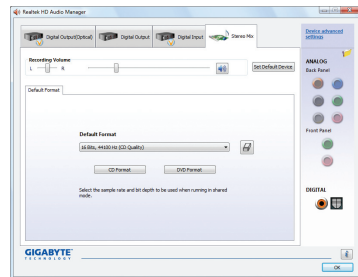 Realtek HD Audio Manager
Digital Output(Optical)
Digital Output
Digital Input
Stereo Mix
Device advanced settings
Recording Volume
L
R
Set Default Device
ANALOG
Back Panel
Default Format
Default Format
16 Bits, 44100 Hz (CD Quality)
CD Format
DVD Format
Select the sample rate and bit depth to be used when running in shared
mode.
Front Panel
DIGITAL
GIGABYTE
TECHNOLOGY
i
OK